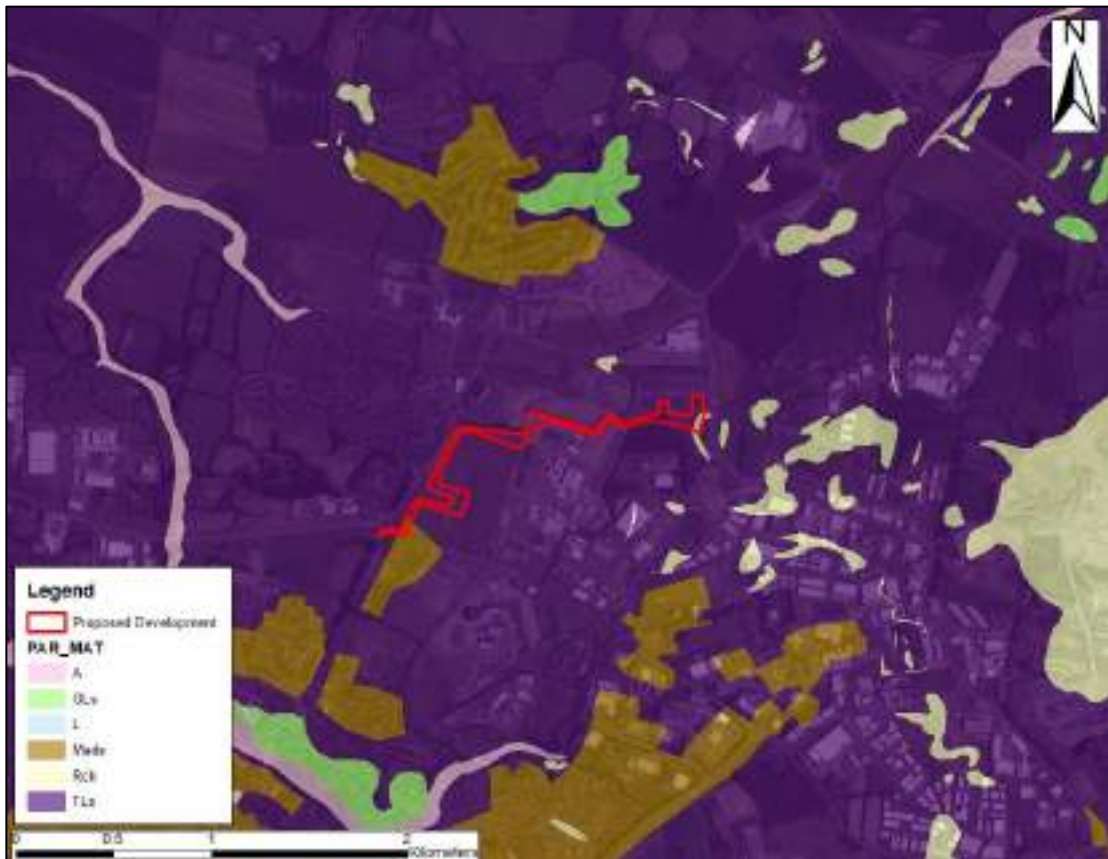 N
Legend
Proposed Development
PAR_MAT
A
GLs
L
Made
Rck
TLs
0 0.5 1 2
Kilometers